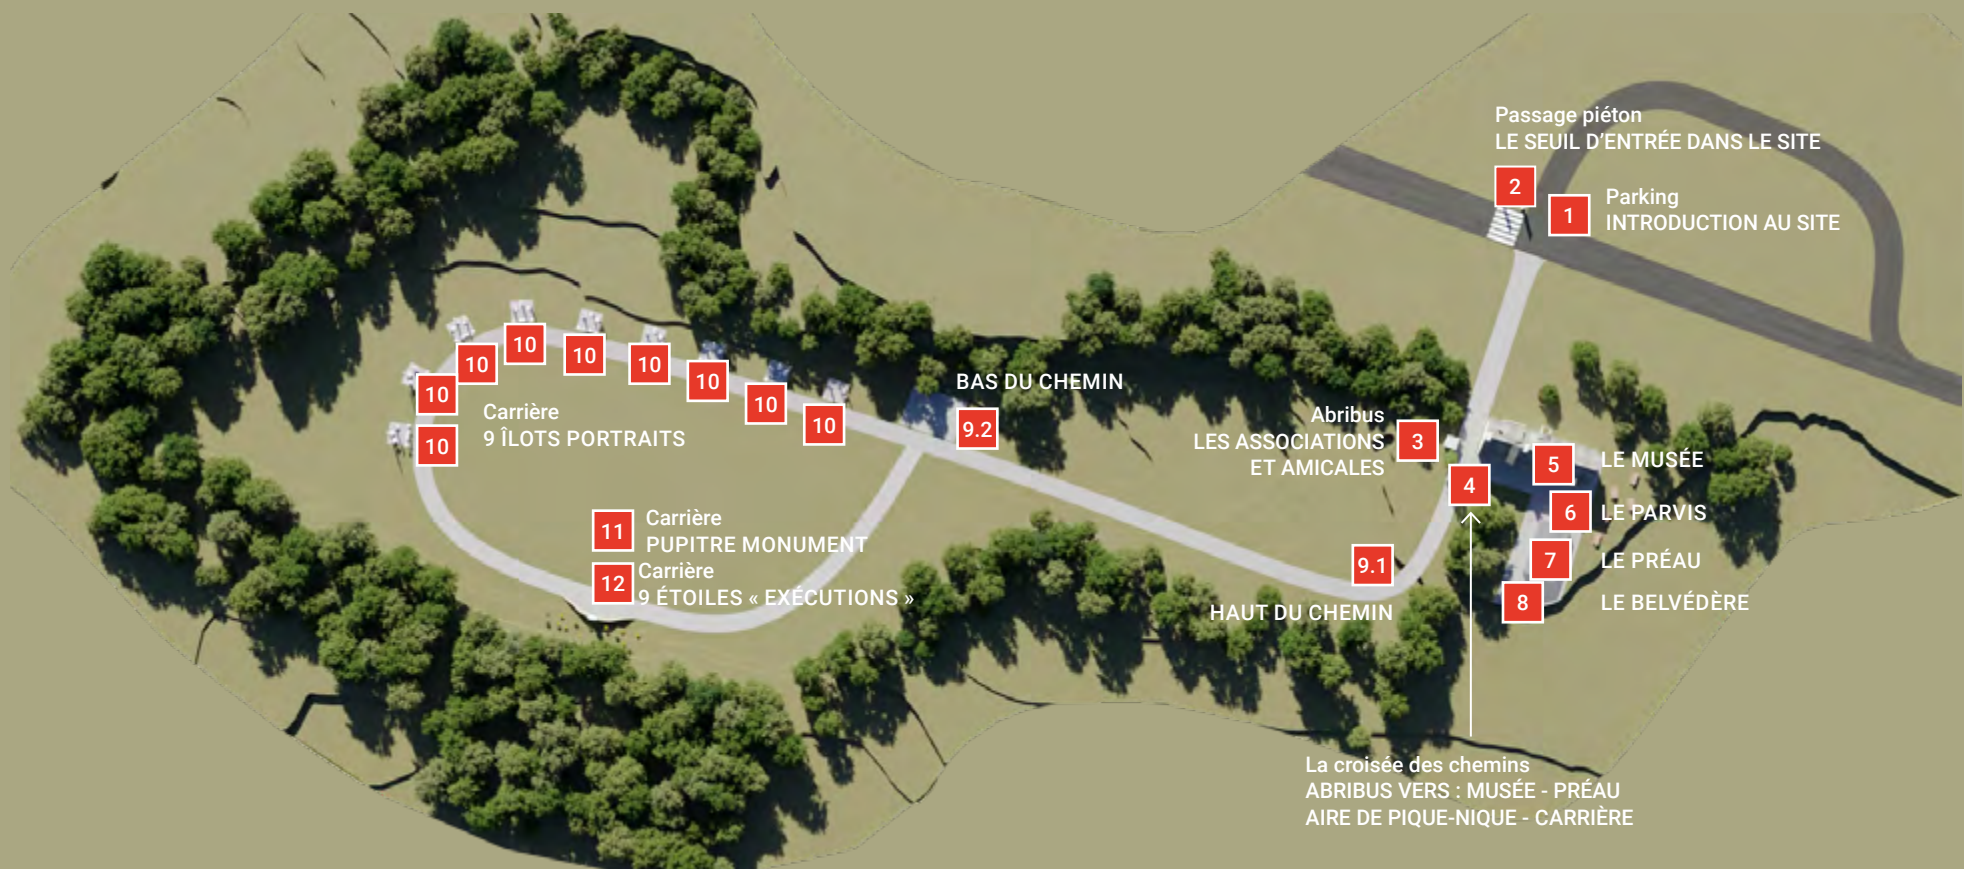 Passage piéton
LE SEUIL D'ENTRÉE DANS LE SITE
2
1
Parking
INTRODUCTION AU SITE
10
10
10
10
10
10
10
10
10
Carrière
9 ÎLOTS PORTRAITS
BAS DU CHEMIN
9.2
Abribus
LES ASSOCIATIONS
ET AMICALES
3
4
5
LE MUSÉE
6
LE PARVIS
7
LE PRÉAU
8
LE BELVÉDÈRE
11
Carrière
PUPITRE MONUMENT
12
Carrière
9 ÉTOILES « EXÉCUTIONS »
9.1
HAUT DU CHEMIN
La croisée des chemins
ABRIBUS VERS : MUSÉE - PRÉAU
AIRE DE PIQUE-NIQUE - CARRIÈRE